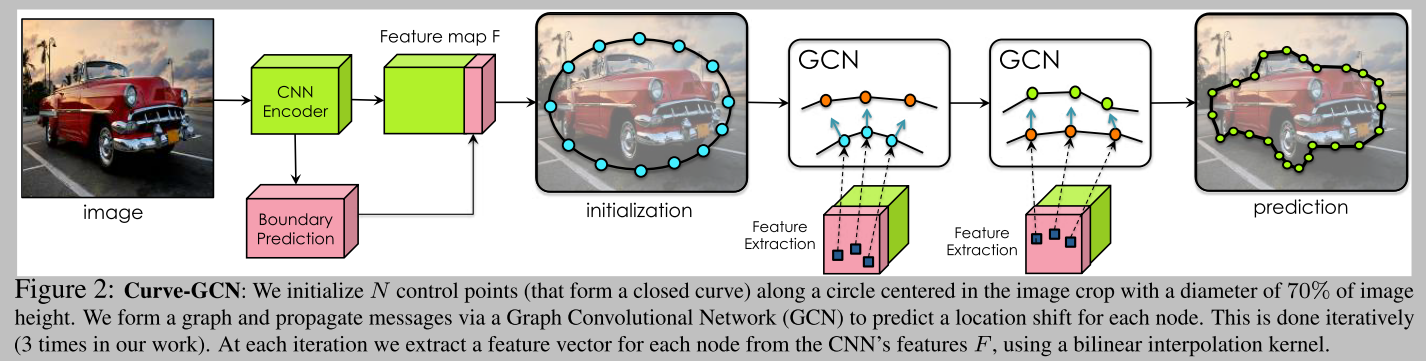 Feature map F
CNN
Encoder
Boundary
Prediction
image
initialization
GCN
Feature
Extraction
GCN
Feature
Extraction
prediction
Figure 2: Curve-GCN: We initialize N control points (that form a closed curve) along a circle centered in the image crop with a diameter of 70% of image
height. We form a graph and propagate messages via a Graph Convolutional Network (GCN) to predict a location shift for each node. This is done iteratively
(3 times in our work). At each iteration we extract a feature vector for each node from the CNN's features F, using a bilinear interpolation kernel.